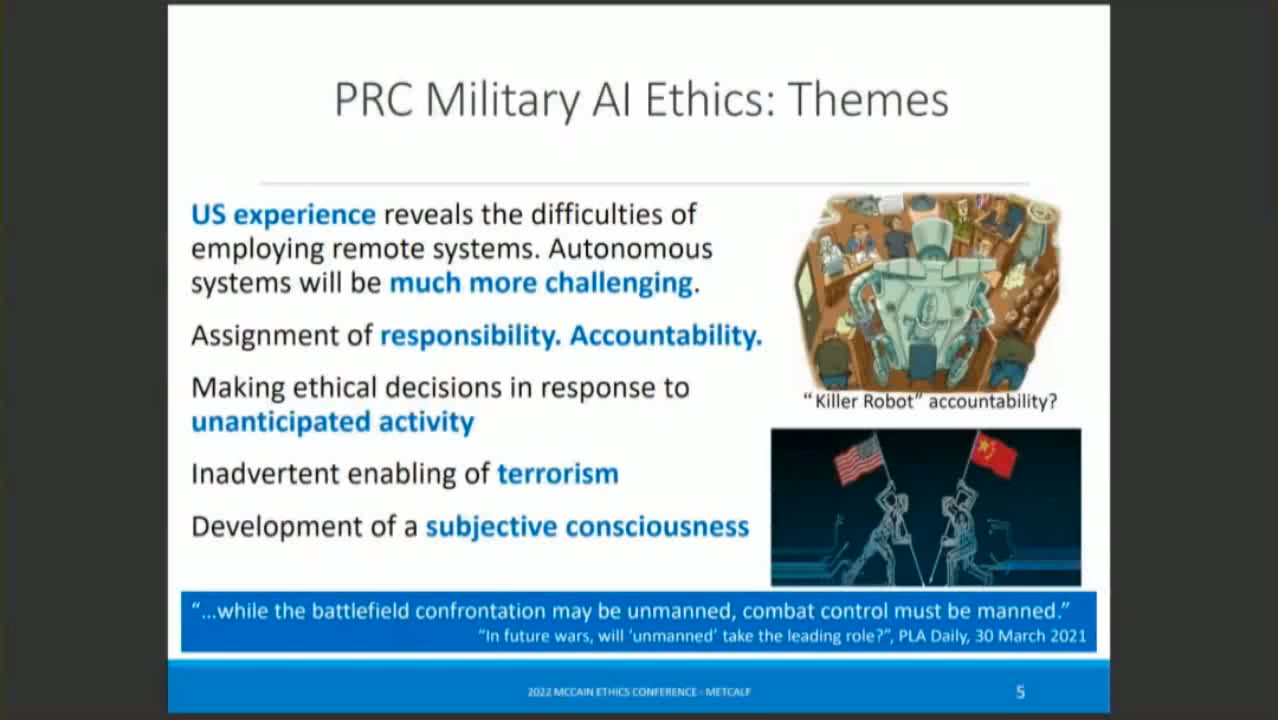 PRC Military AI Ethics: Themes
US experience reveals the difficulties of
employing remote systems. Autonomous
systems will be much more challenging.
Assignment of responsibility. Accountability.
Making ethical decisions in response to
unanticipated activity
Inadvertent enabling of terrorism
Development of a subjective consciousness
“Killer Robot” accountability?
“...while the battlefield confrontation may be unmanned, combat control must be manned.”
“In future wars, will ‘unmanned’ take the leading role?”, PLA Daily, 30 March 2021
2022 MCCAIN ETHICS CONFERENCE - METCALF
5